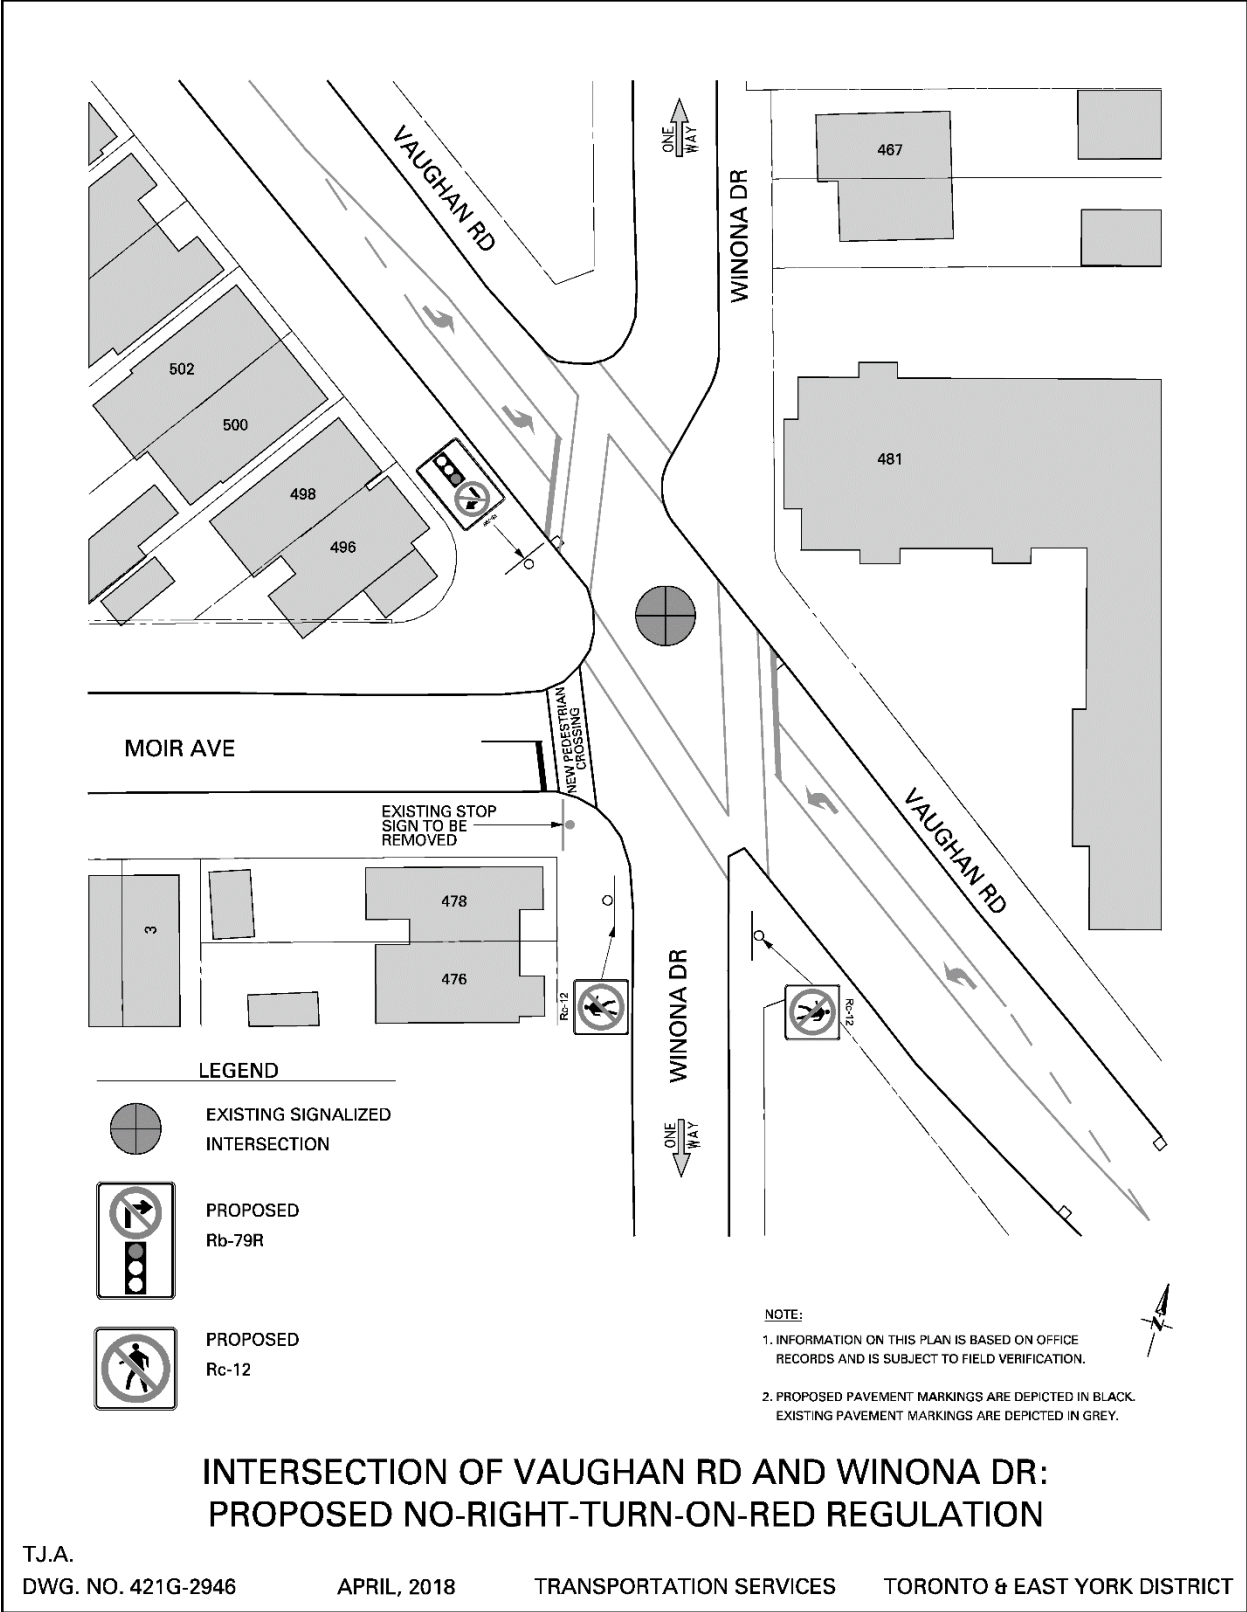 VAUGHAN RD
ONE
WAY
WINONA DR
467
502
500
498
496
481
MOIR AVE
NEW PEDESTRIAN
CROSSING
EXISTING STOP
SIGN TO BE
REMOVED
VAUGHAN RD
3
478
476
Rc-12
WINONA DR
Rc-12
ONE
WAY
LEGEND
EXISTING SIGNALIZED
INTERSECTION
PROPOSED
Rb-79R
PROPOSED
Rc-12
N
NOTE:
1. INFORMATION ON THIS PLAN IS BASED ON OFFICE
RECORDS AND IS SUBJECT TO FIELD VERIFICATION.
2. PROPOSED PAVEMENT MARKINGS ARE DEPICTED IN BLACK.
EXISTING PAVEMENT MARKINGS ARE DEPICTED IN GREY.
INTERSECTION OF VAUGHAN RD AND WINONA DR:
PROPOSED NO-RIGHT-TURN-ON-RED REGULATION
TJ.A.
DWG. NO. 421G-2946 APRIL, 2018 TRANSPORTATION SERVICES TORONTO & EAST YORK DISTRICT